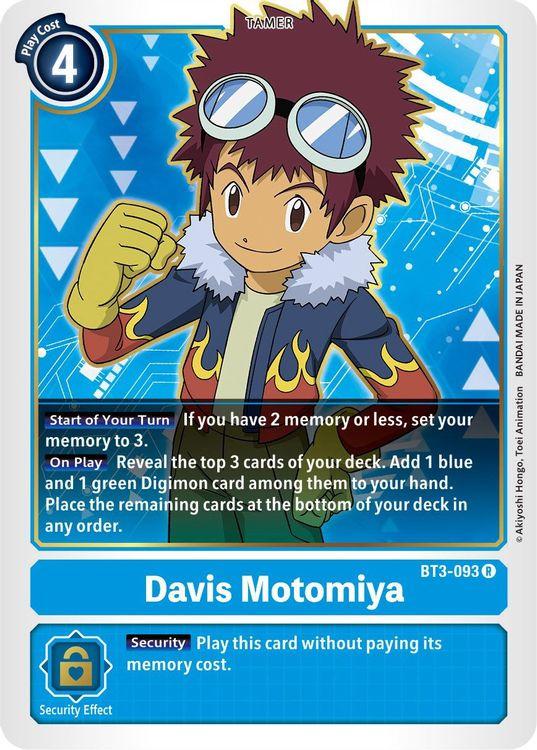 TAMER
Play Cost
4
Start of Your Turn If you have 2 memory or less, set your
memory to 3.
On Play Reveal the top 3 cards of your deck. Add 1 blue
and 1 green Digimon card among them to your hand.
Place the remaining cards at the bottom of your deck in
any order.
© Akiyoshi Hongo, Toei Animation BANDAI MADE IN JAPAN
BT3-093 R
Davis Motomiya
Security Play this card without paying its
memory cost.
Security Effect